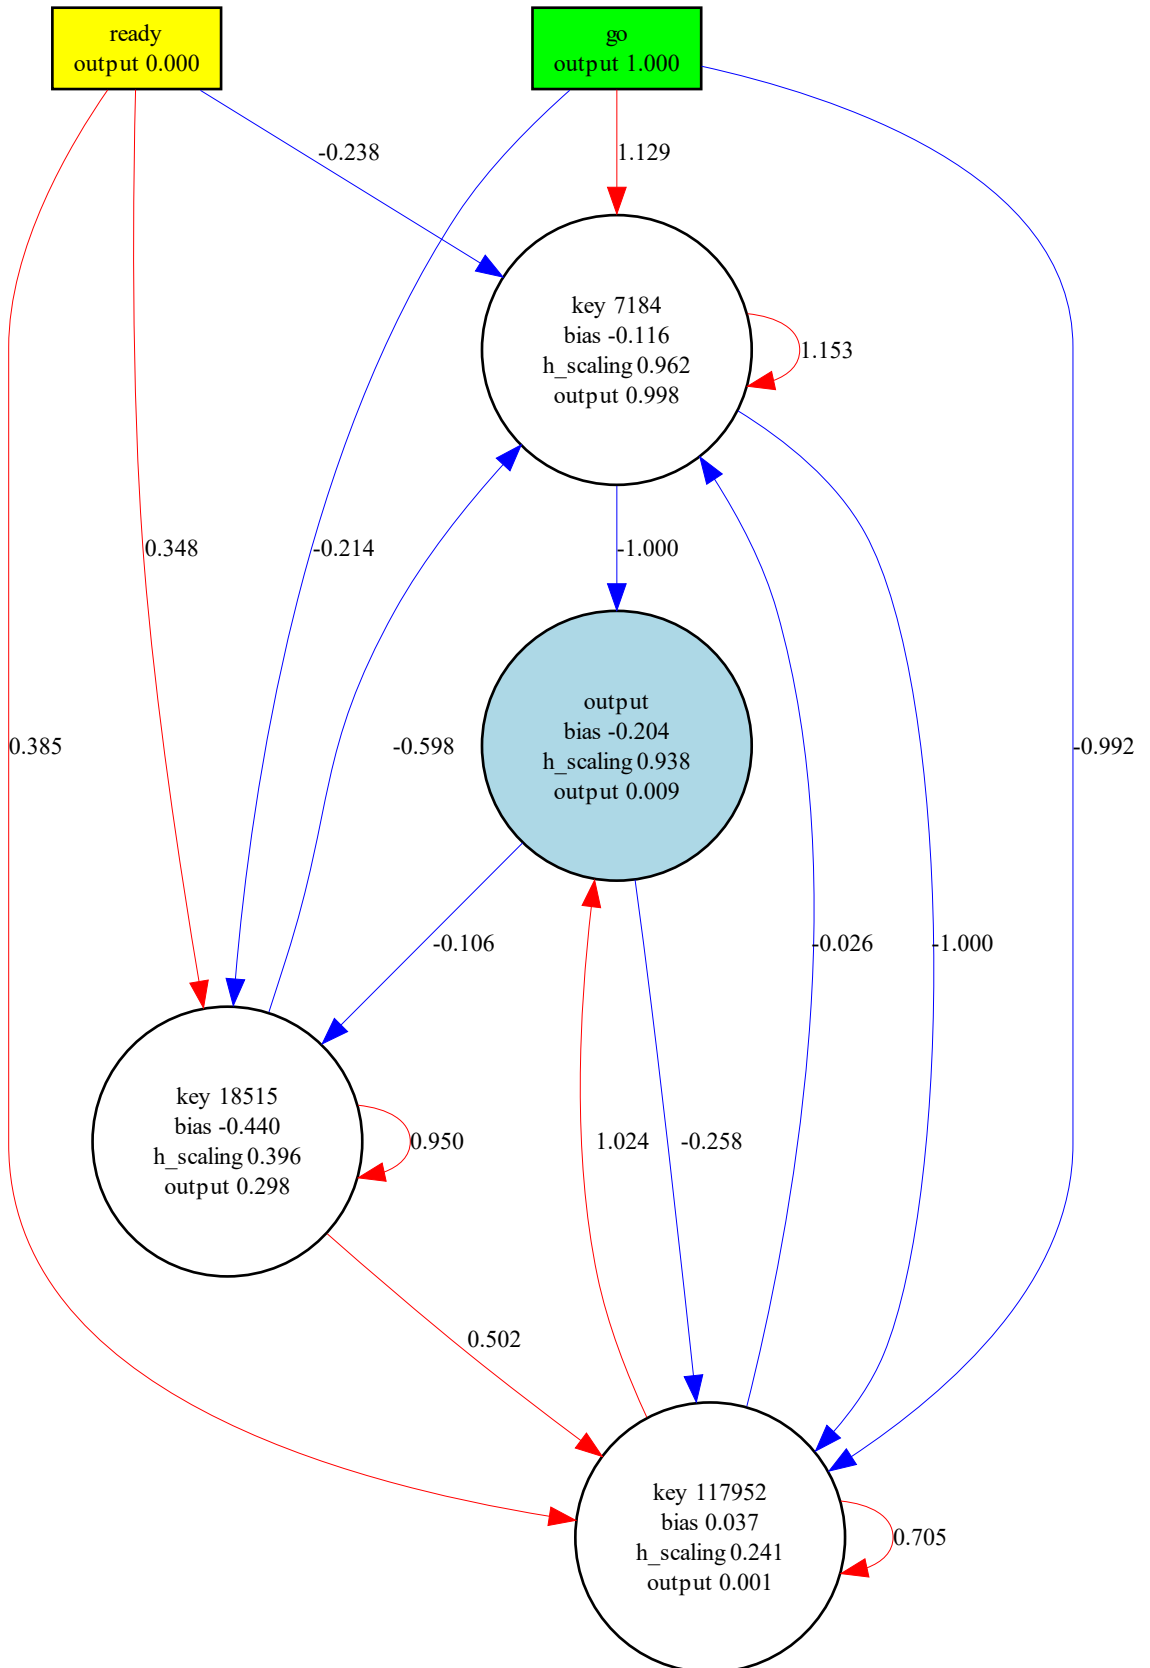 ready
output 0.000
go
output 1.000
-0.238
1.129
key 7184
bias -0.116
h_scaling 0.962
output 0.998
1.153
0.348
-0.214
-1.000
output
bias -0.204
h_scaling 0.938
output 0.009
0.385
-0.598
-0.992
-0.106
-0.026
-1.000
key 18515
bias -0.440
h_scaling 0.396
output 0.298
0.950
1.024
-0.258
0.502
key 117952
bias 0.037
h_scaling 0.241
output 0.001
0.705